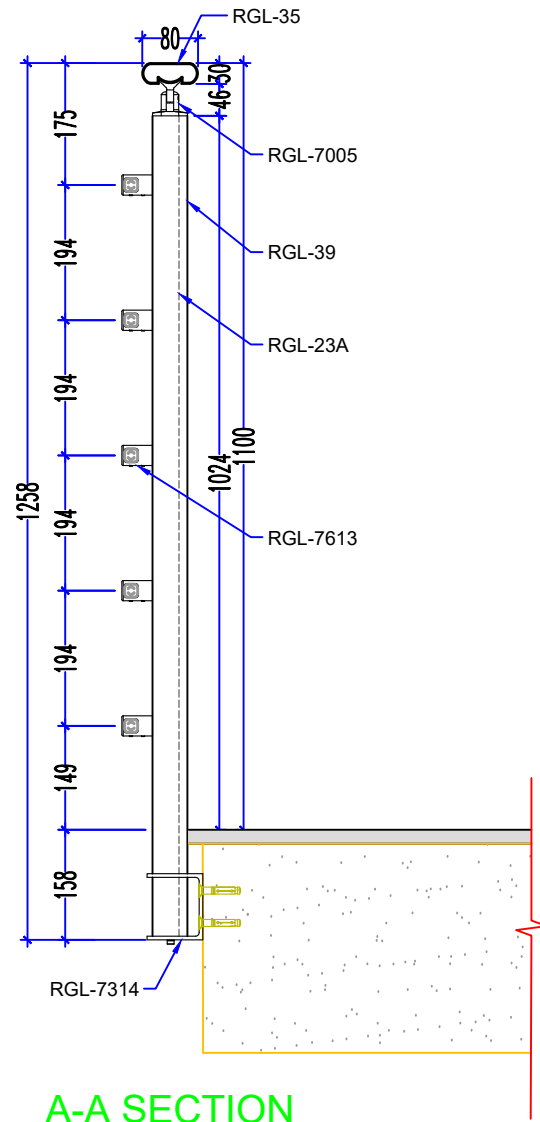 RGL-35
80
30
46
175
RGL-7005
194
RGL-39
194
RGL-23A
1100
1024
1258
194
RGL-7613
194
149
158
RGL-7314
A-A SECTION